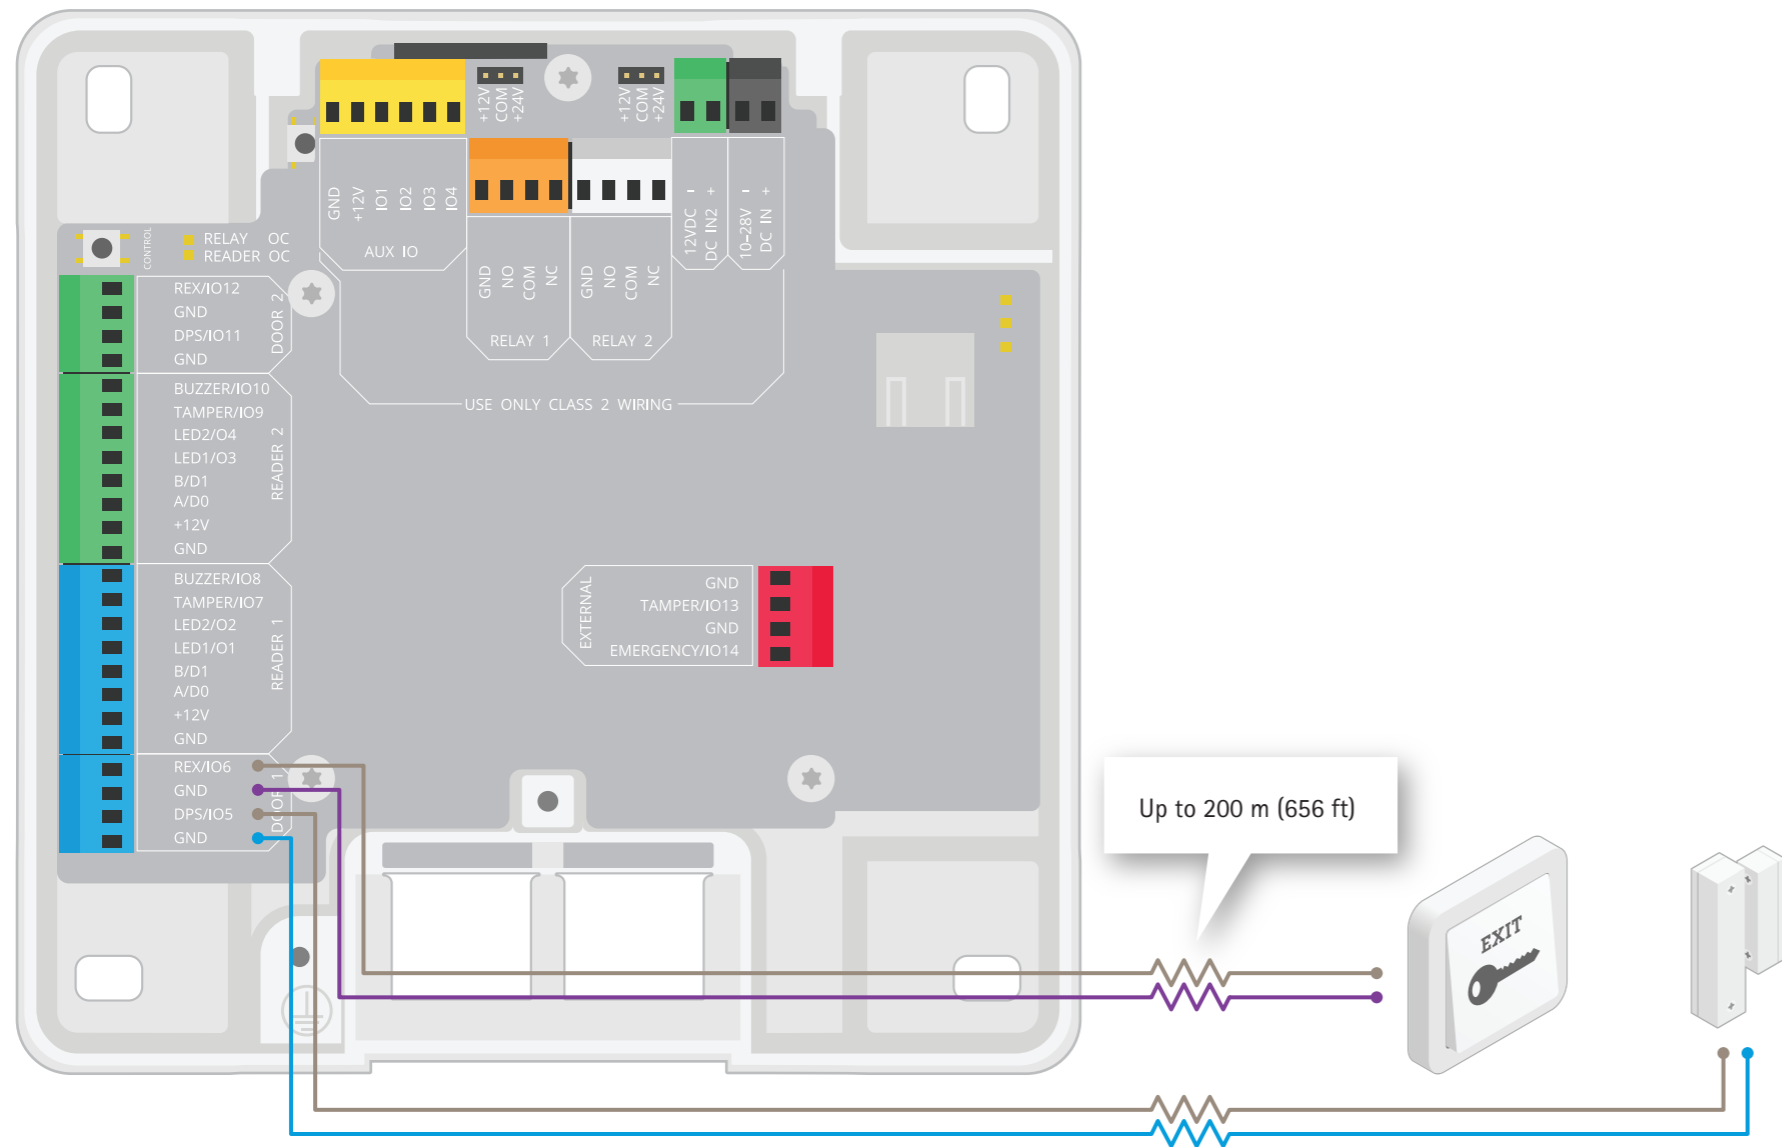 +12V
COM
+24V
+12V
COM
+24V
GND
+12V
IO1
IO2
IO3
IO4
AUX IO
GND
NO
COM
NC
RELAY 1
GND
NO
COM
NC
RELAY 2
12VDC −
DC IN2 +
10–28V −
DC IN +
USE ONLY CLASS 2 WIRING
CONTROL
RELAY OC
READER OC
REX/IO12
GND
DPS/IO11
GND
DOOR 2
BUZZER/IO10
TAMPER/IO9
LED2/O4
LED1/O3
B/D1
A/D0
+12V
GND
READER 2
BUZZER/IO8
TAMPER/IO7
LED2/O2
LED1/O1
B/D1
A/D0
+12V
GND
READER 1
REX/IO6
GND
DPS/IO5
GND
DOOR 1
EXTERNAL
GND
TAMPER/IO13
GND
EMERGENCY/IO14
Up to 200 m (656 ft)
EXIT